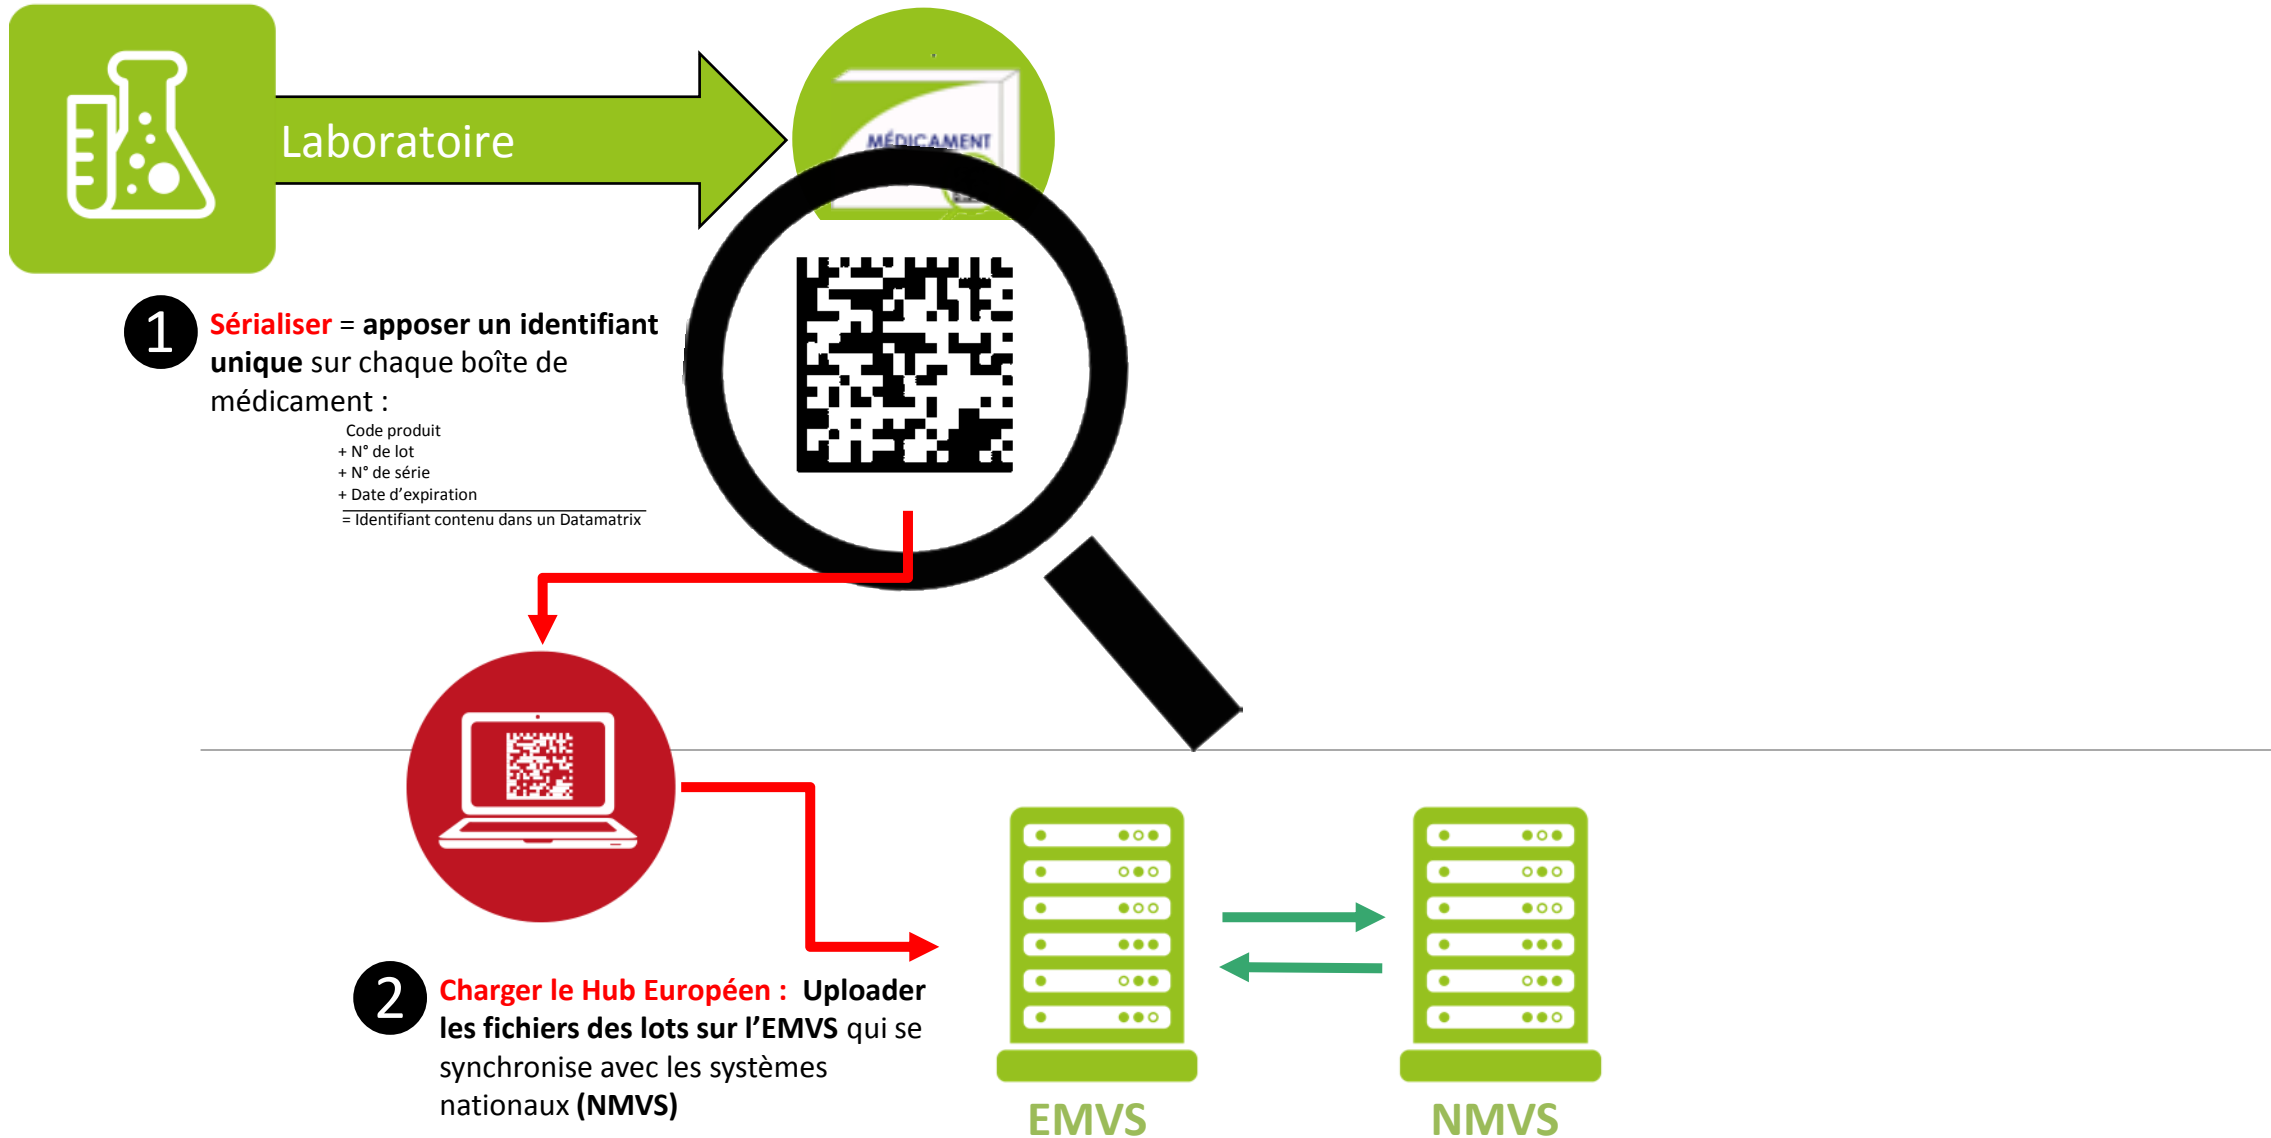 Laboratoire
MÉDICAMENT
1
Sérialiser = apposer un identifiant
unique sur chaque boîte de
médicament :
Code produit
+ N° de lot
+ N° de série
+ Date d’expiration
= Identifiant contenu dans un Datamatrix
2
Charger le Hub Européen : Uploader
les fichiers des lots sur l’EMVS qui se
synchronise avec les systèmes
nationaux (NMVS)
EMVS
NMVS